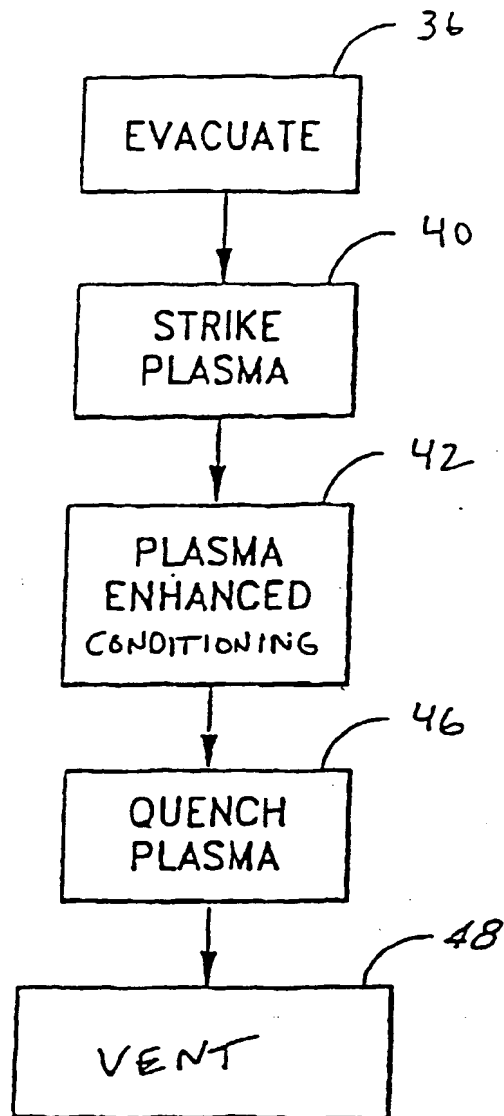 36
EVACUATE
40
STRIKE
PLASMA
42
PLASMA
ENHANCED
CONDITIONING
46
QUENCH
PLASMA
48
VENT